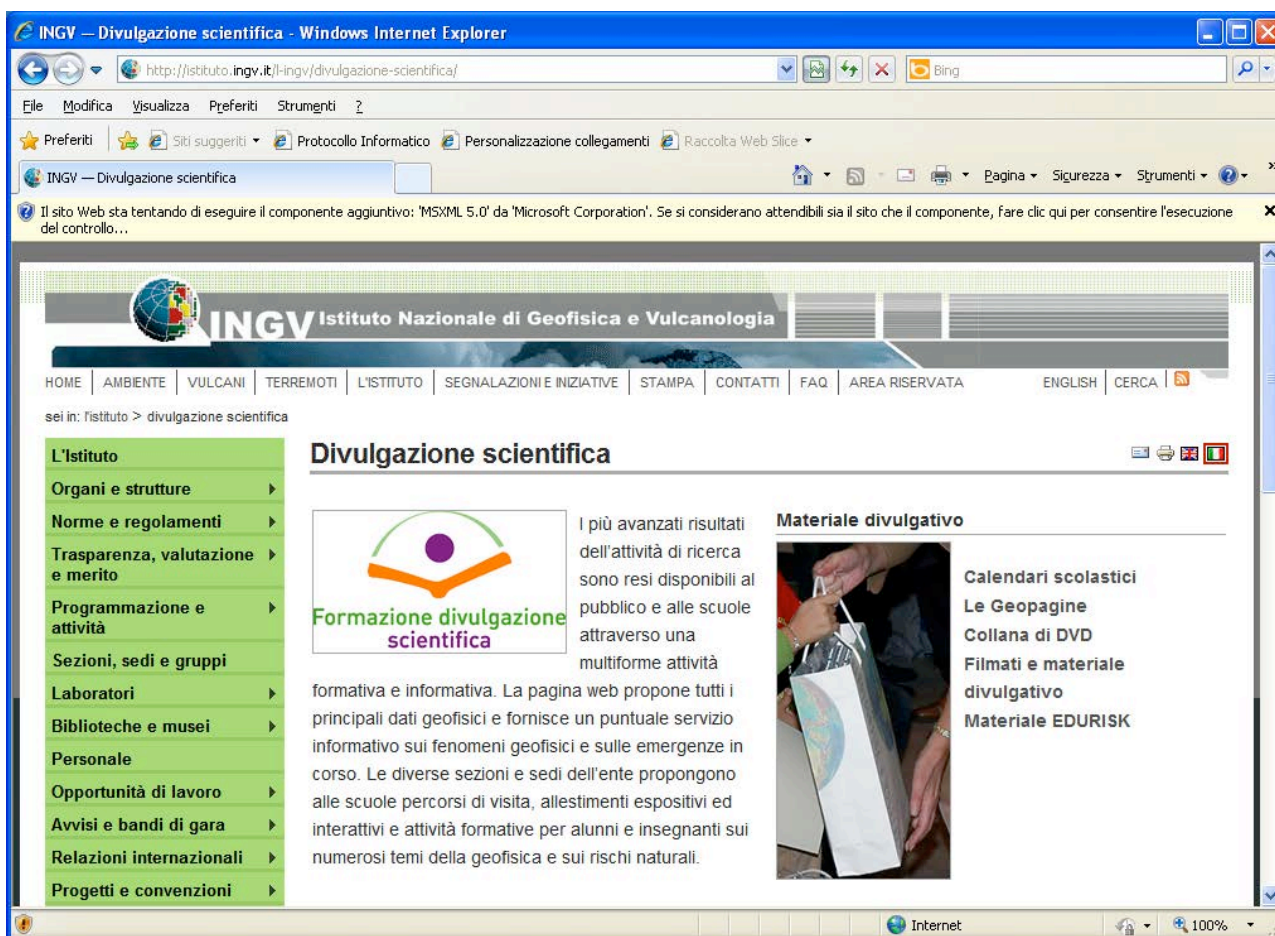 INGV — Divulgazione scientifica - Windows Internet Explorer
http://istituto.ingv.it/l-ingv/divulgazione-scientifica/
Bing
File Modifica Visualizza Preferiti Strumenti ?
Preferiti Siti suggeriti Protocollo Informatico Personalizzazione collegamenti Raccolta Web Slice
INGV — Divulgazione scientifica
Pagina Sicurezza Strumenti »
Il sito Web sta tentando di eseguire il componente aggiuntivo: 'MSXML 5.0' da 'Microsoft Corporation'. Se si considerano attendibili sia il sito che il componente, fare clic qui per consentire l'esecuzione
del controllo...
INGV Istituto Nazionale di Geofisica e Vulcanologia
HOME | AMBIENTE | VULCANI | TERREMOTI | L'ISTITUTO | SEGNALAZIONI E INIZIATIVE | STAMPA | CONTATTI | FAQ | AREA RISERVATA
ENGLISH | CERCA |
sei in: l'istituto > divulgazione scientifica
L'Istituto
Organi e strutture
Norme e regolamenti
Trasparenza, valutazione
e merito
Programmazione e
attività
Sezioni, sedi e gruppi
Laboratori
Biblioteche e musei
Personale
Opportunità di lavoro
Avvisi e bandi di gara
Relazioni internazionali
Progetti e convenzioni
Divulgazione scientifica
Formazione divulgazione
scientifica
I più avanzati risultati
dell'attività di ricerca
sono resi disponibili al
pubblico e alle scuole
attraverso una
multiforme attività
formativa e informativa. La pagina web propone tutti i
principali dati geofisici e fornisce un puntuale servizio
informativo sui fenomeni geofisici e sulle emergenze in
corso. Le diverse sezioni e sedi dell'ente propongono
alle scuole percorsi di visita, allestimenti espositivi ed
interattivi e attività formative per alunni e insegnanti sui
numerosi temi della geofisica e sui rischi naturali.
Materiale divulgativo
Calendari scolastici
Le Geopagine
Collana di DVD
Filmati e materiale
divulgativo
Materiale EDURISK
Internet
100%